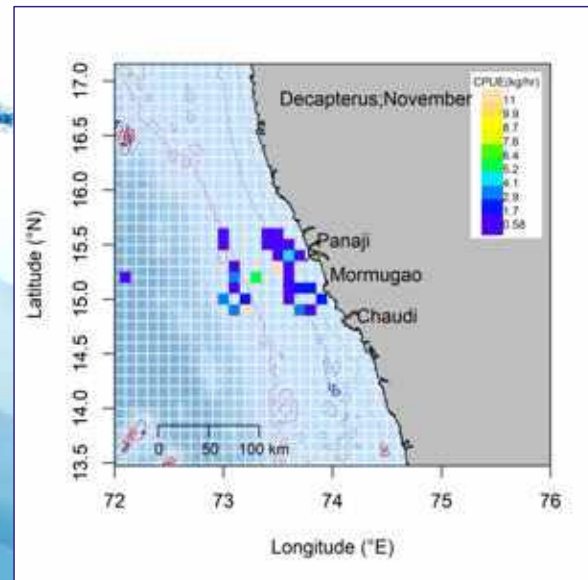 CPUE(kg/hr)
Decapterus;November
11
9.9
8.7
7.6
6.4
5.2
4.1
2.9
1.7
0.58
Panaji
Mormugao
Chaudi
Latitude (°N)
17.0
16.5
16.0
15.5
15.0
14.5
14.0
13.5
0 50 100 km
72 73 74 75 76
Longitude (°E)